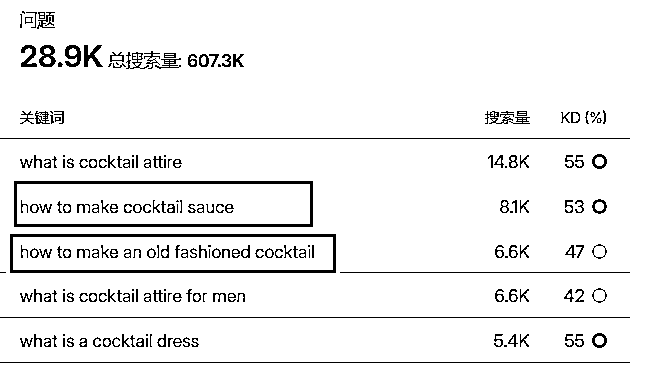 问题
28.9K 总搜索量: 607.3K
关键词 搜索量 KD (%)
what is cocktail attire 14.8K 55
how to make cocktail sauce 8.1K 53
how to make an old fashioned cocktail 6.6K 47
what is cocktail attire for men 6.6K 42
what is a cocktail dress 5.4K 55